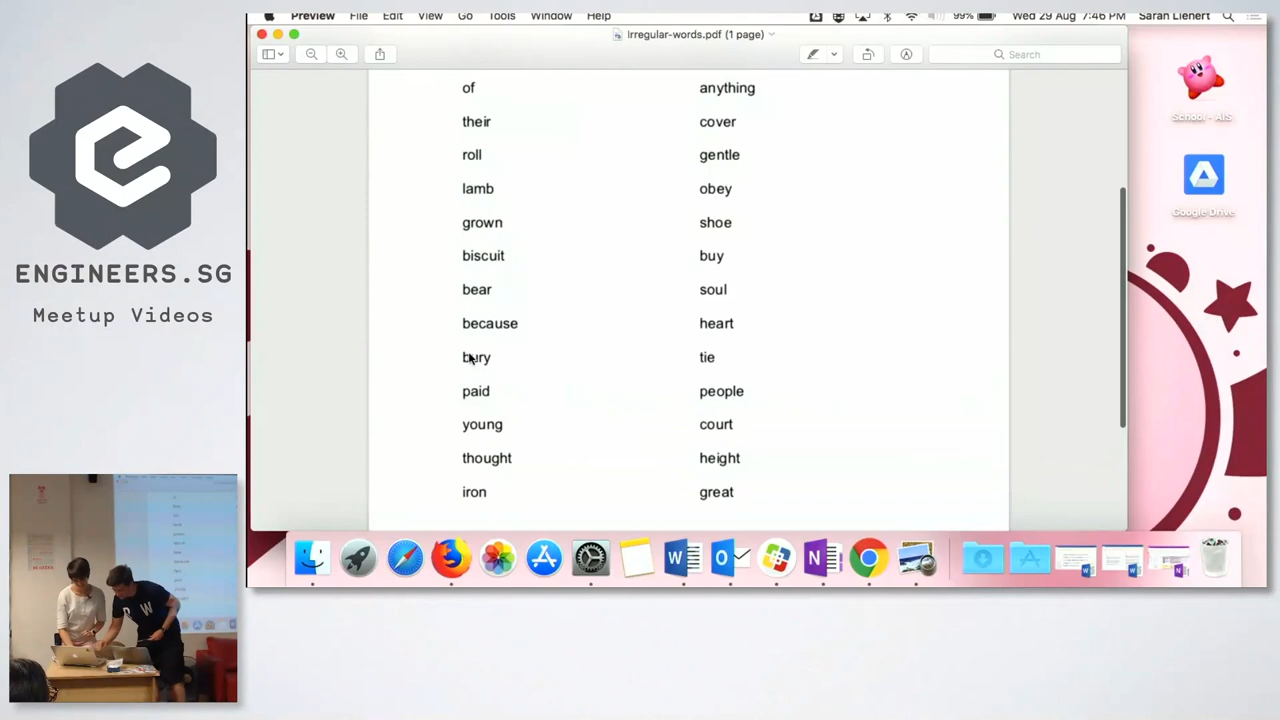 Preview File Edit View Go Tools Window Help 99% Wed 29 Aug 7:46 PM Sarah Lienert
Irregular-words.pdf (1 page)
Search
of anything
their cover
roll gentle
lamb obey
grown shoe
biscuit buy
bear soul
because heart
bury tie
paid people
young court
thought height
iron great
School - AIS
Google Drive
ENGINEERS.SG
Meetup Videos